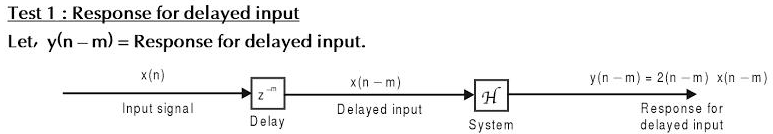 Test 1 : Response for delayed input
Let, y(n – m) = Response for delayed input.
x(n)
Input signal
z⁻ᵐ
Delay
x(n – m)
Delayed input
H
System
y(n – m) = 2(n – m) x(n – m)
Response for
delayed input